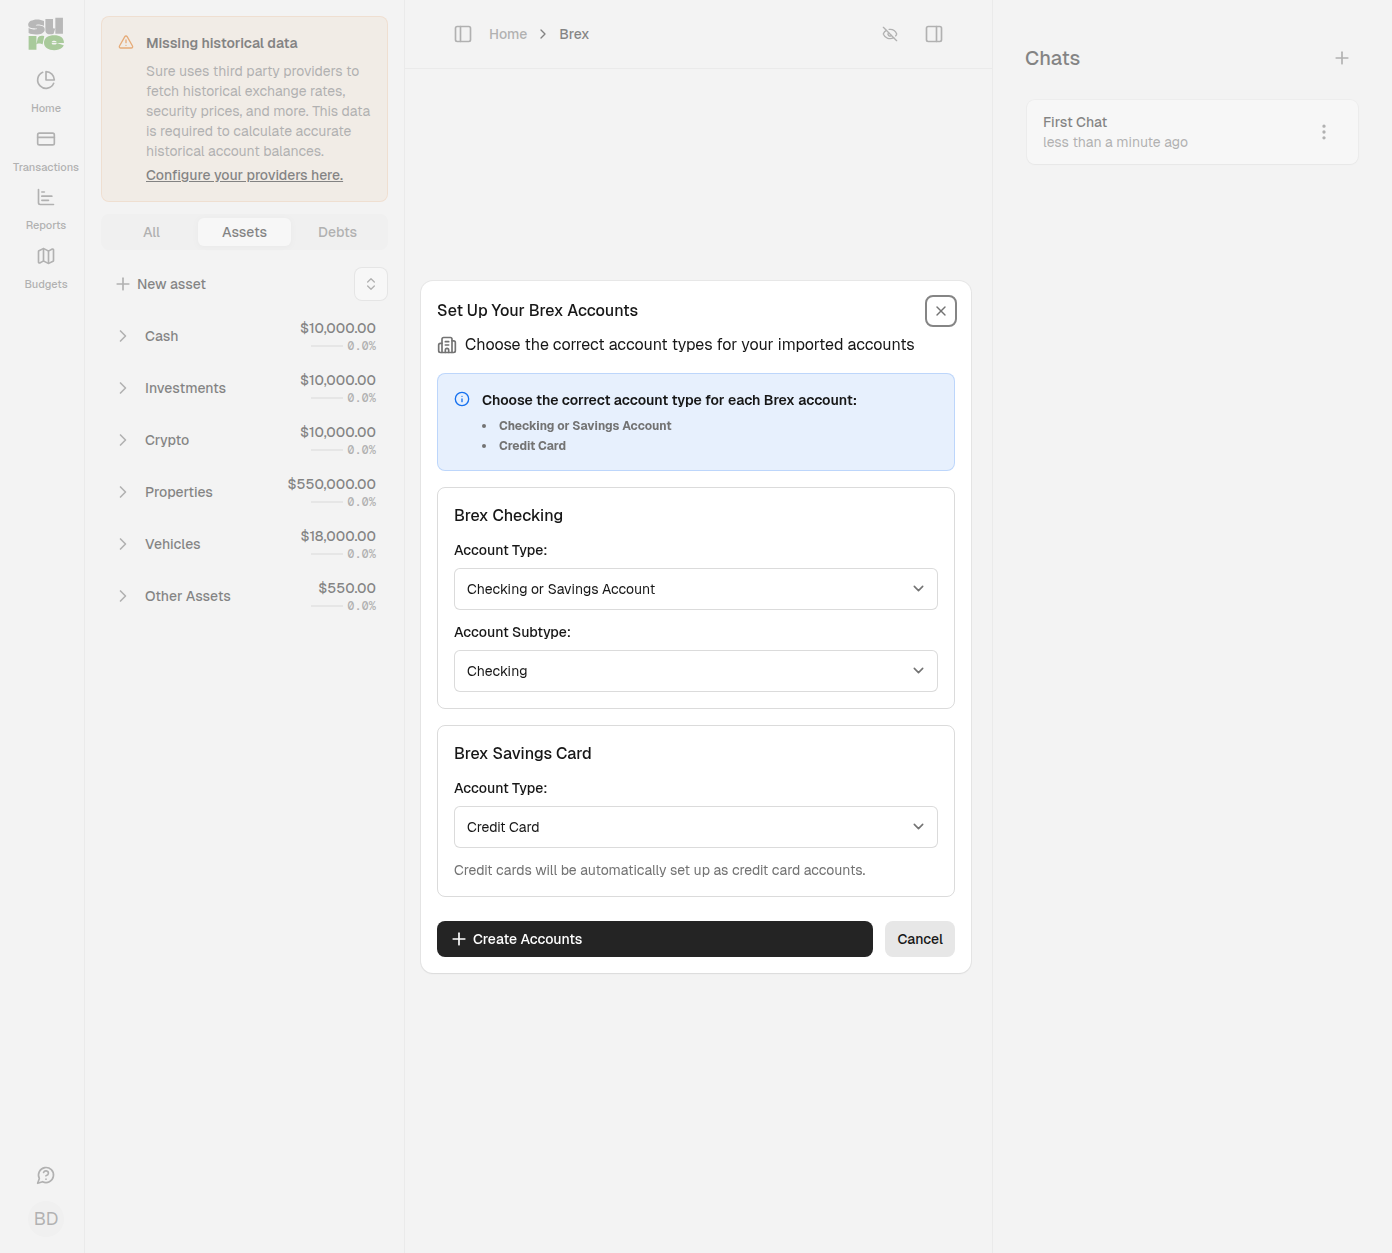 sure
Home
Transactions
Reports
Budgets
BD
Missing historical data
Sure uses third party providers to
fetch historical exchange rates,
security prices, and more. This data
is required to calculate accurate
historical account balances.
Configure your providers here.
All
Assets
Debts
New asset
Cash
$10,000.00
0.0%
Investments
$10,000.00
0.0%
Crypto
$10,000.00
0.0%
Properties
$550,000.00
0.0%
Vehicles
$18,000.00
0.0%
Other Assets
$550.00
0.0%
Home > Brex
Set Up Your Brex Accounts
Choose the correct account types for your imported accounts
Choose the correct account type for each Brex account:
• Checking or Savings Account
• Credit Card
Brex Checking
Account Type:
Checking or Savings Account
Account Subtype:
Checking
Brex Savings Card
Account Type:
Credit Card
Credit cards will be automatically set up as credit card accounts.
Create Accounts
Cancel
Chats
First Chat
less than a minute ago